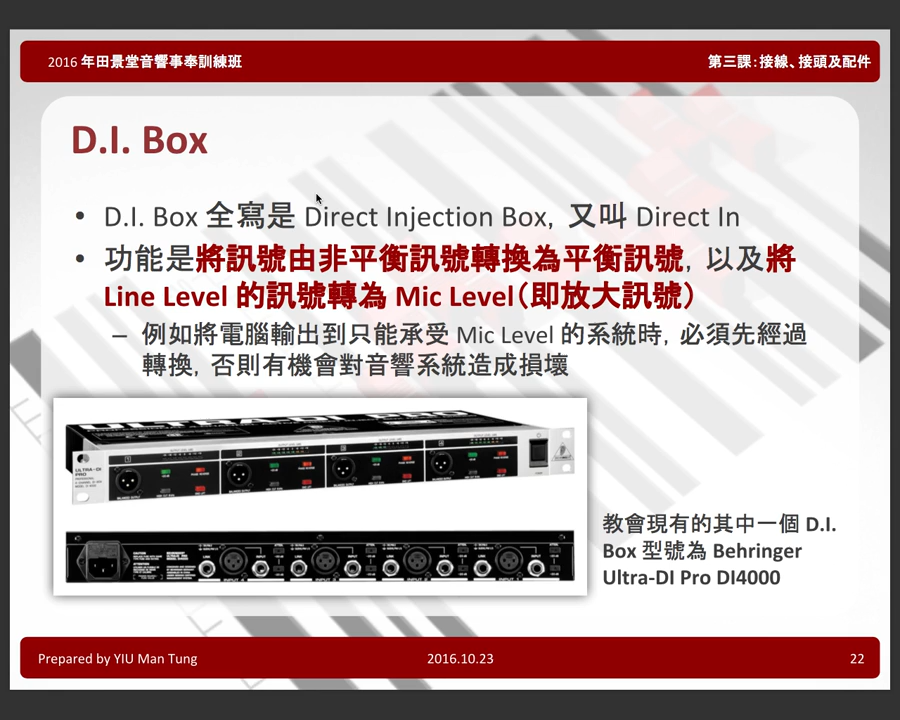 2016 年田景堂音響事奉訓練班
第三課：接線、接頭及配件
D.I. Box
• D.I. Box 全寫是 Direct Injection Box，又叫 Direct In
• 功能是將訊號由非平衡訊號轉換為平衡訊號，以及將
Line Level 的訊號轉為 Mic Level（即放大訊號）
– 例如將電腦輸出到只能承受 Mic Level 的系統時，必須先經過
轉換，否則有機會對音響系統造成損壞
ULTRA-DI PRO
ULTRA-DI
PRO
教會現有的其中一個 D.I.
Box 型號為 Behringer
Ultra-DI Pro DI4000
Prepared by YIU Man Tung
2016.10.23
22